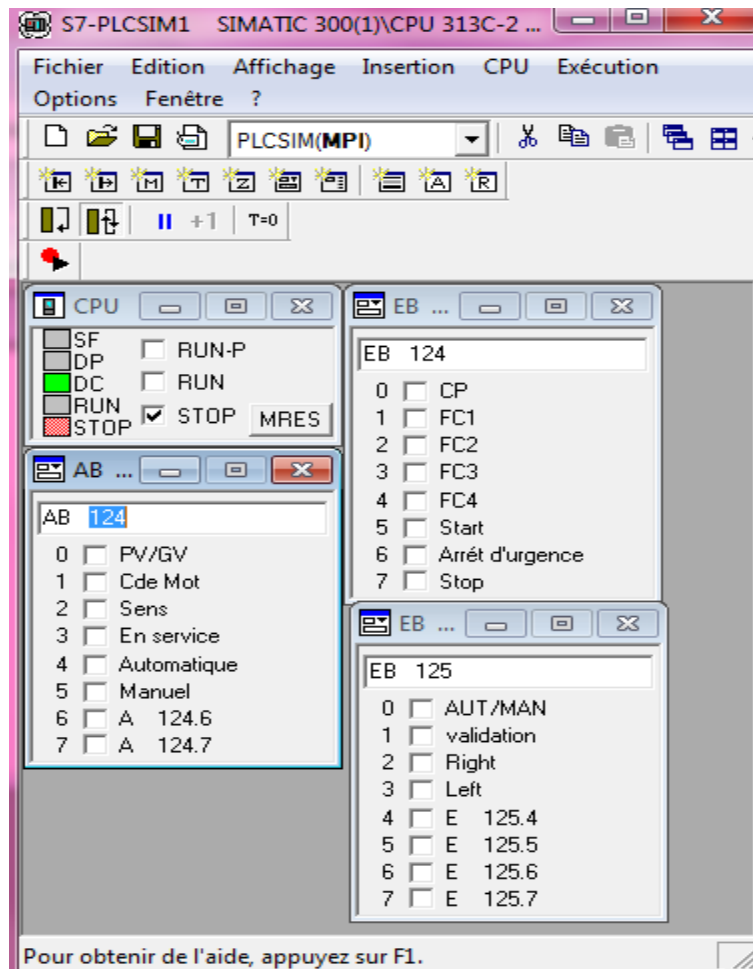 S7-PLCSIM1 SIMATIC 300(1)\CPU 313C-2 ...
Fichier Edition Affichage Insertion CPU Exécution
Options Fenêtre ?
PLCSIM(MPI)
+1 T=0
CPU
SF
DP
DC
RUN
STOP
RUN-P
RUN
STOP MRES
EB ...
EB 124
0 CP
1 FC1
2 FC2
3 FC3
4 FC4
5 Start
6 Arrét d'urgence
7 Stop
AB ...
AB 124
0 PV/GV
1 Cde Mot
2 Sens
3 En service
4 Automatique
5 Manuel
6 A 124.6
7 A 124.7
EB ...
EB 125
0 AUT/MAN
1 validation
2 Right
3 Left
4 E 125.4
5 E 125.5
6 E 125.6
7 E 125.7
Pour obtenir de l'aide, appuyez sur F1.